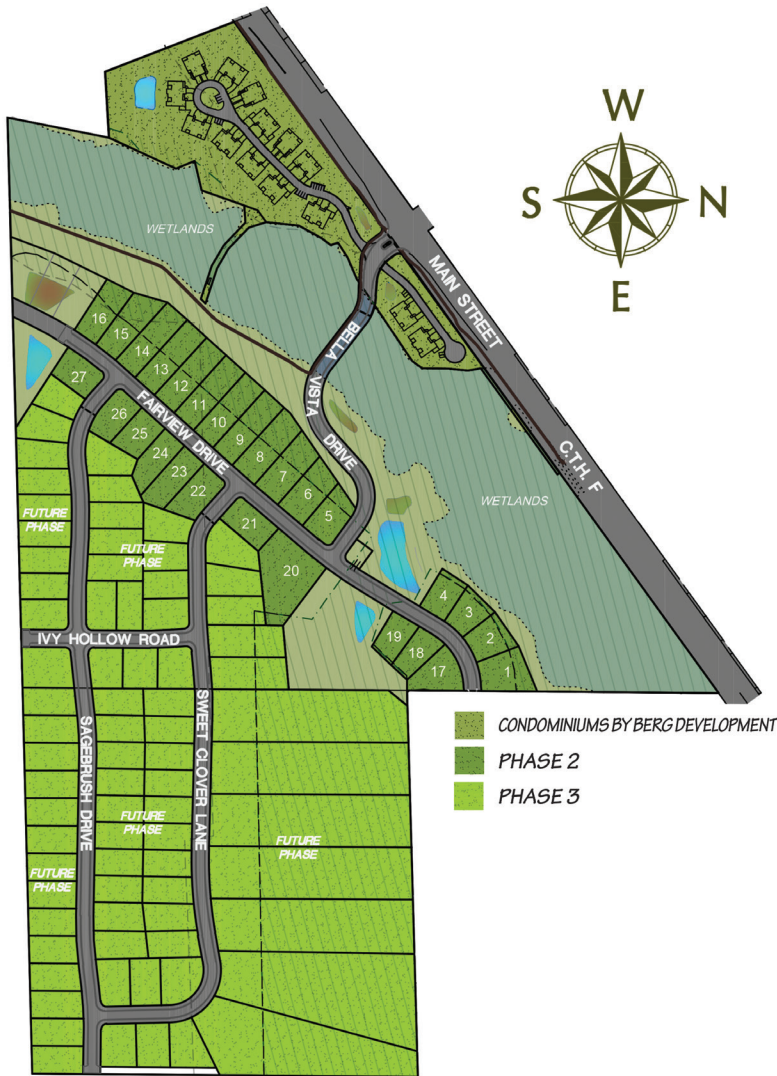 W
S
N
E
WETLANDS
MAIN STREET
BELLA VISTA DRIVE
C.T.H. F
WETLANDS
16
15
14
13
12
11
10
9
8
7
6
5
FAIRVIEW DRIVE
27
26
25
24
23
22
21
20
4
3
2
1
19
18
17
FUTURE
PHASE
FUTURE
PHASE
IVY HOLLOW ROAD
SAGEBRUSH DRIVE
SWEET CLOVER LANE
CONDOMINIUMS BY BERG DEVELOPMENT
PHASE 2
PHASE 3
FUTURE
PHASE
FUTURE
PHASE
FUTURE
PHASE